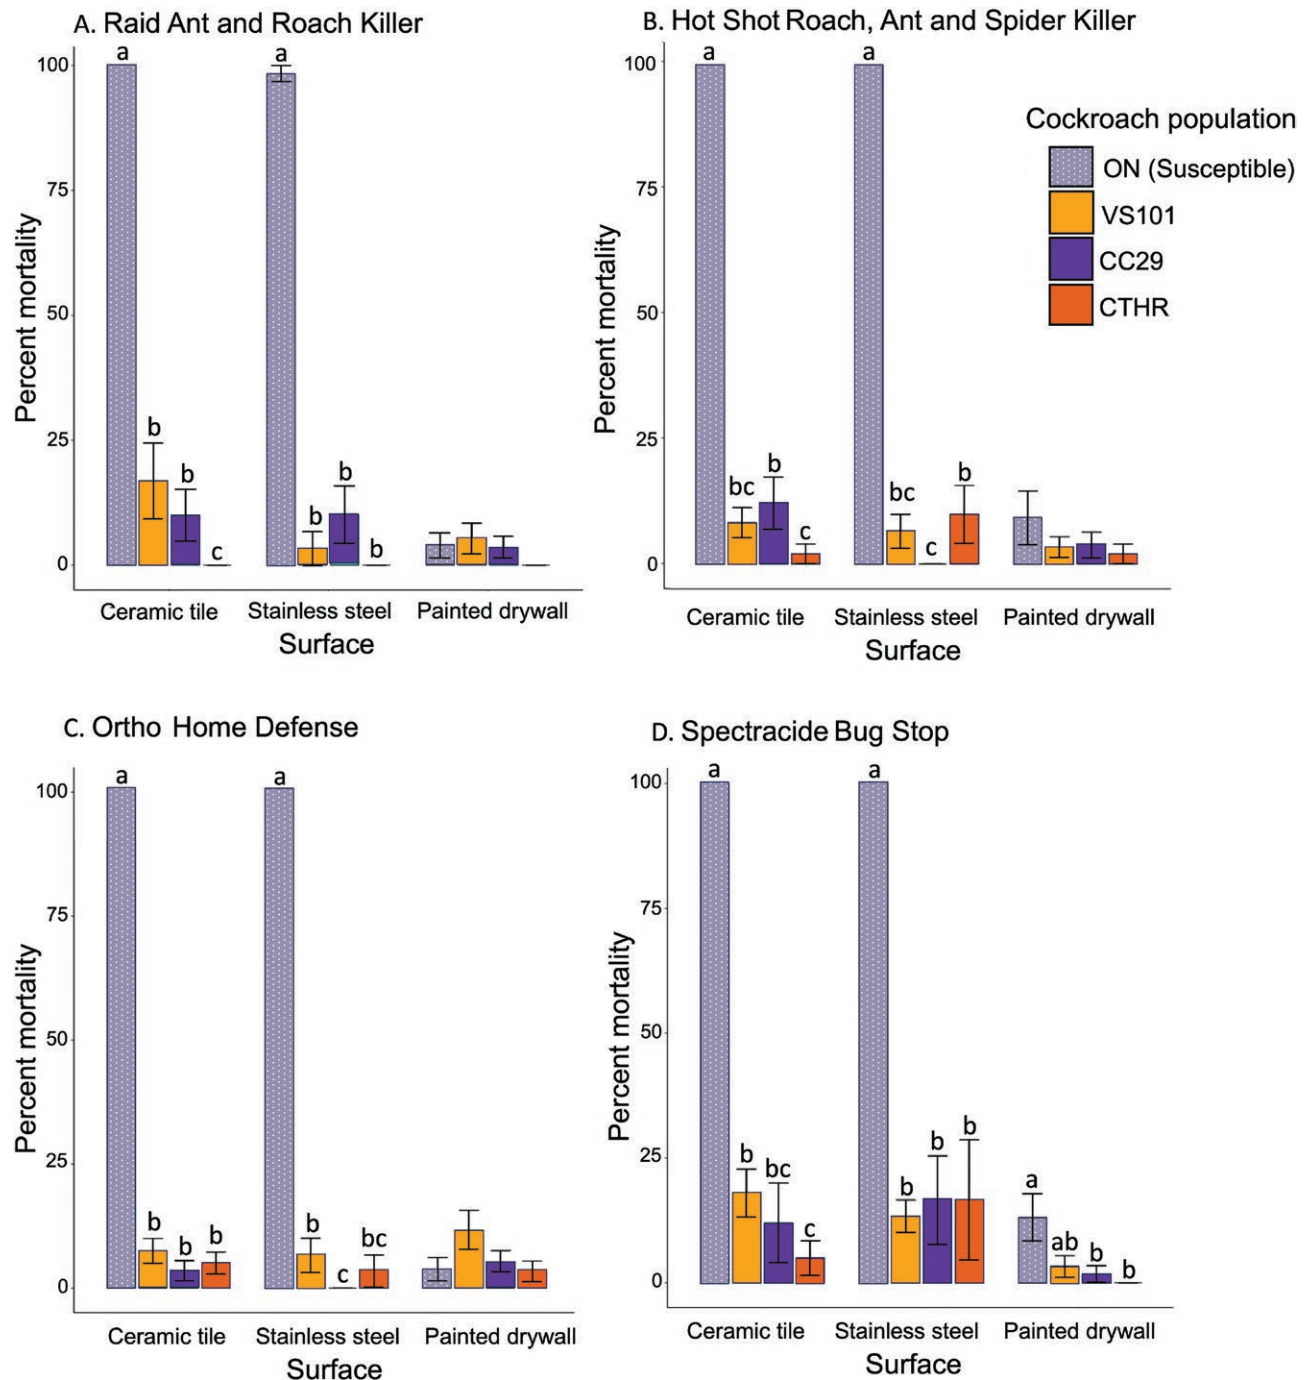 A. Raid Ant and Roach Killer
a
a
100
75
50
25
0
b
b
c
b
b
b
Percent mortality
Ceramic tile
Stainless steel
Painted drywall
Surface
B. Hot Shot Roach, Ant and Spider Killer
a
a
100
75
50
25
0
bc
b
c
bc
c
b
Percent mortality
Ceramic tile
Stainless steel
Painted drywall
Surface
Cockroach population
ON (Susceptible)
VS101
CC29
CTHR
C. Ortho Home Defense
a
a
100
75
50
25
0
b
b
b
b
c
bc
Percent mortality
Ceramic tile
Stainless steel
Painted drywall
Surface
D. Spectracide Bug Stop
a
a
100
75
50
25
0
b
bc
c
b
b
b
a
ab
b
b
Percent mortality
Ceramic tile
Stainless steel
Painted drywall
Surface